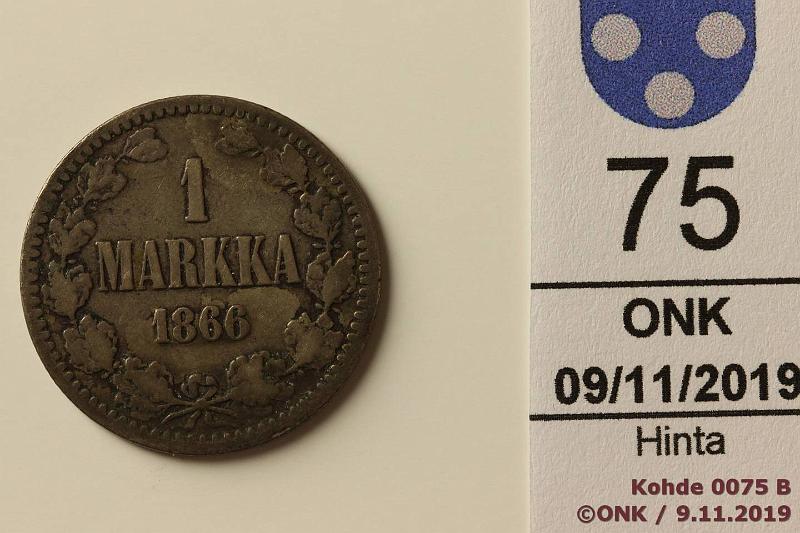 1
MARKKA
1866
75
ONK
09/11/2019
Hinta
Kohde 0075 B
©ONK / 9.11.2019